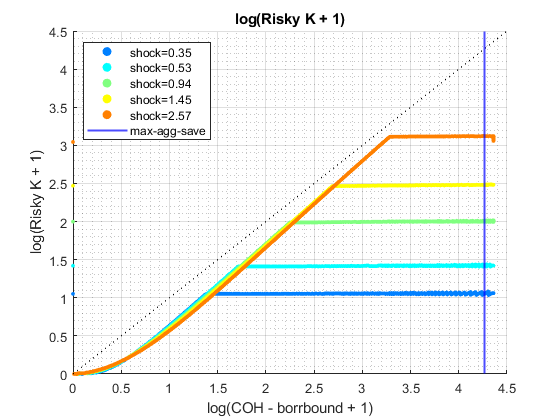 log(Risky K + 1)
4.5
4
3.5
3
2.5
2
1.5
1
0.5
0
log(Risky K + 1)
shock=0.35
shock=0.53
shock=0.94
shock=1.45
shock=2.57
max-agg-save
0 0.5 1 1.5 2 2.5 3 3.5 4 4.5
log(COH - borrbound + 1)